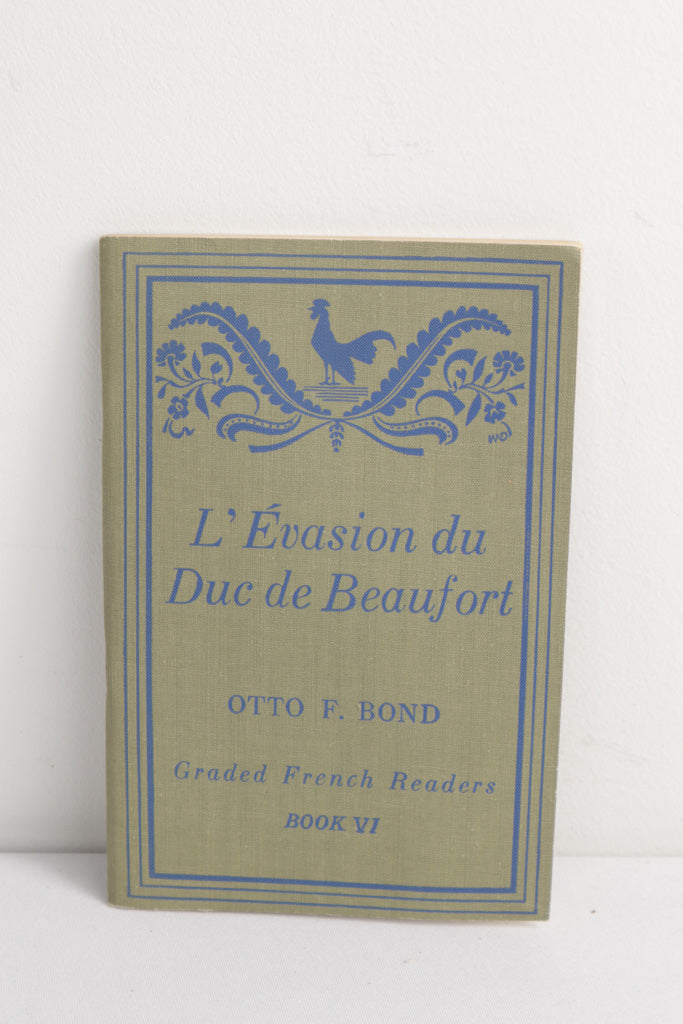 L'Évasion du
Duc de Beaufort
OTTO F. BOND
Graded French Readers
BOOK VI